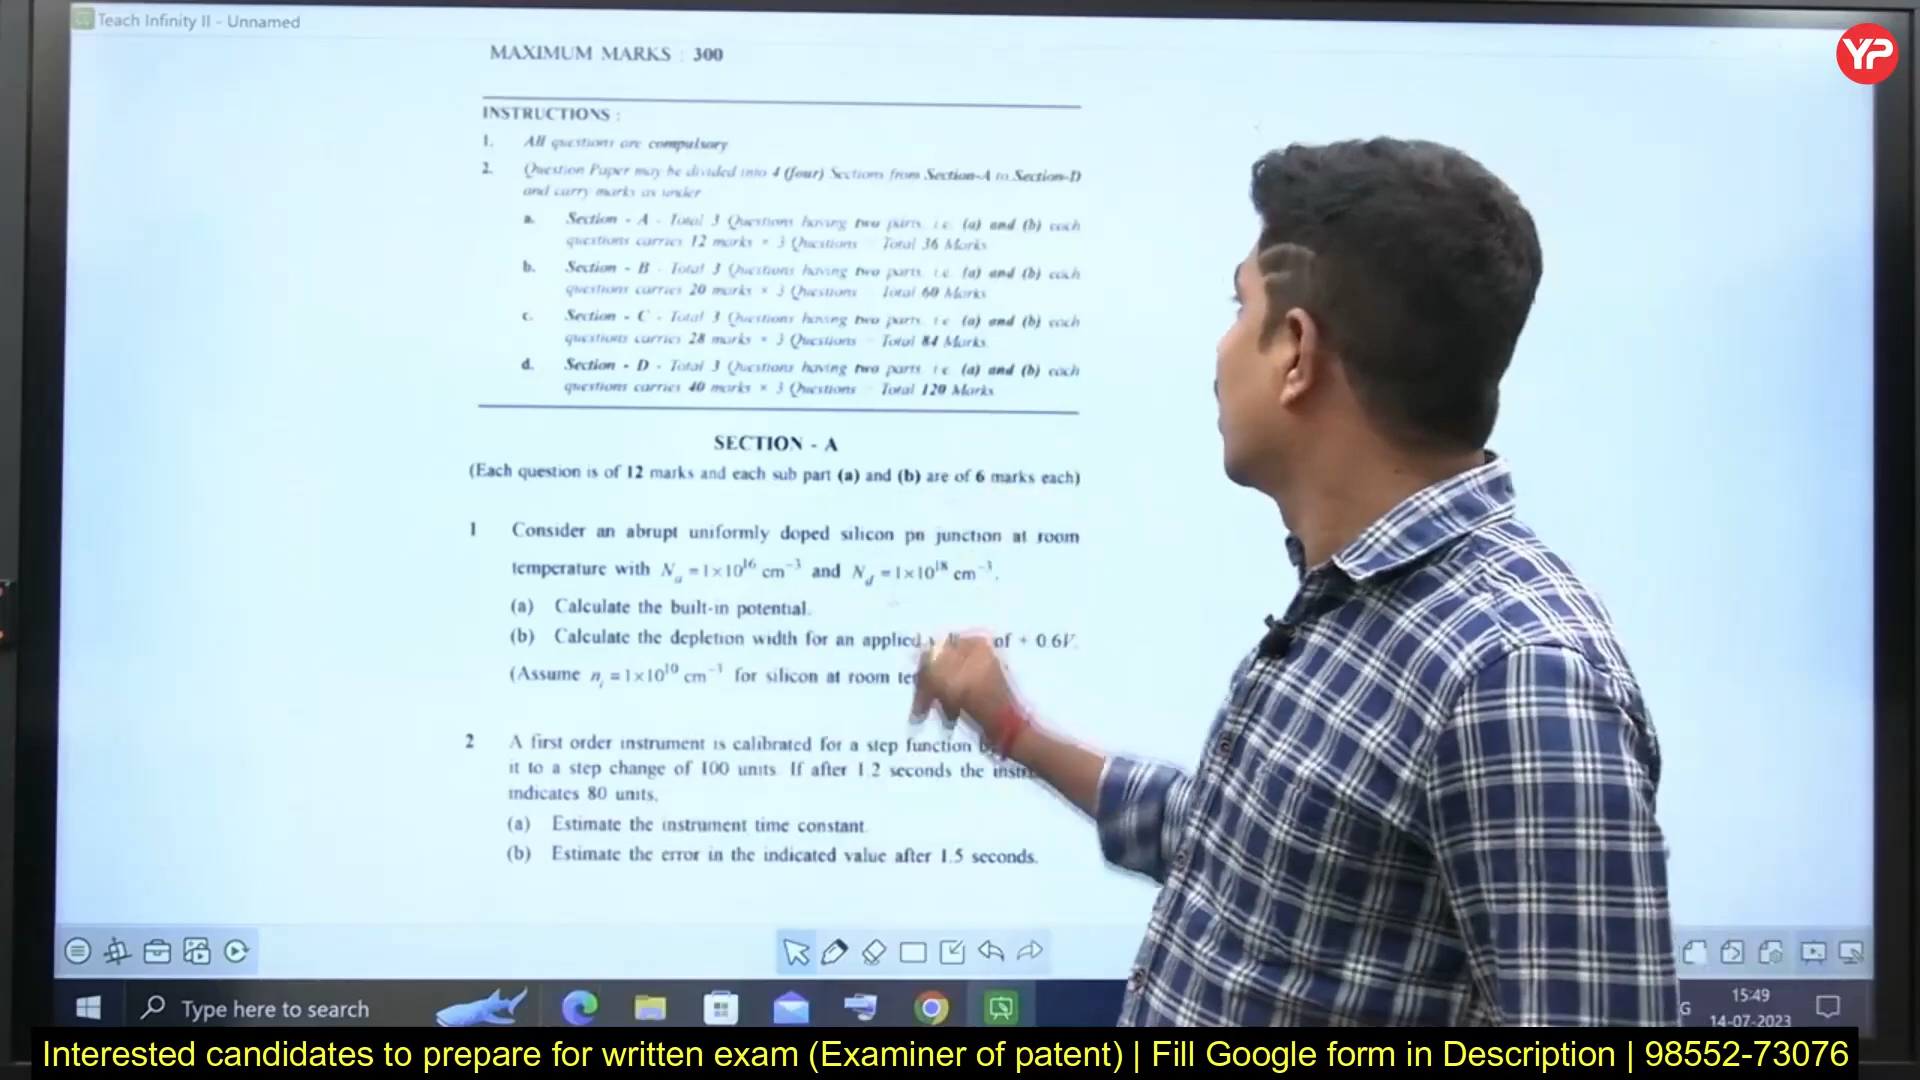 Teach Infinity II - Unnamed
YP
MAXIMUM MARKS : 300
INSTRUCTIONS :
1. All questions are compulsory
2. Question Paper may be divided into 4 (four) Sections from Section-A to Section-D
and carry marks as under
a. Section - A - Total 3 Questions having two parts. i.e. (a) and (b) each
questions carries 12 marks × 3 Questions = Total 36 Marks
b. Section - B - Total 3 Questions having two parts. i.e. (a) and (b) each
questions carries 20 marks × 3 Questions = Total 60 Marks
c. Section - C - Total 3 Questions having two parts. i.e. (a) and (b) each
questions carries 28 marks × 3 Questions = Total 84 Marks.
d. Section - D - Total 3 Questions having two parts. i.e. (a) and (b) each
questions carries 40 marks × 3 Questions = Total 120 Marks
SECTION - A
(Each question is of 12 marks and each sub part (a) and (b) are of 6 marks each)
1 Consider an abrupt uniformly doped silicon pn junction at room
temperature with Nₐ = 1×10¹⁶ cm⁻³ and N_d = 1×10¹⁸ cm⁻³.
(a) Calculate the built-in potential.
(b) Calculate the depletion width for an applied of + 0.6V.
(Assume nᵢ = 1×10¹⁰ cm⁻³ for silicon at room
2 A first order instrument is calibrated for a step function
it to a step change of 100 units. If after 1.2 seconds the
indicates 80 units,
(a) Estimate the instrument time constant.
(b) Estimate the error in the indicated value after 1.5 seconds.
Type here to search
G
15:49
14-07-2023
Interested candidates to prepare for written exam (Examiner of patent) | Fill Google form in Description | 98552-73076